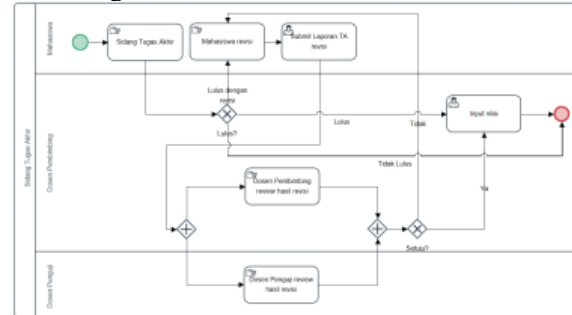 Sidang Tugas Akhir
Mahasiswa
Sidang Tugas Akhir
Mahasiswa revisi
Submit Laporan TA
revisi
Dosen Pembimbing
Lulus dengan
revisi
Lulus?
Lulus
Tidak
Input nilai
Tidak Lulus
Dosen Pembimbing
review hasil revisi
Ya
Setuju?
Dosen Penguji
Dosen Penguji review
hasil revisi